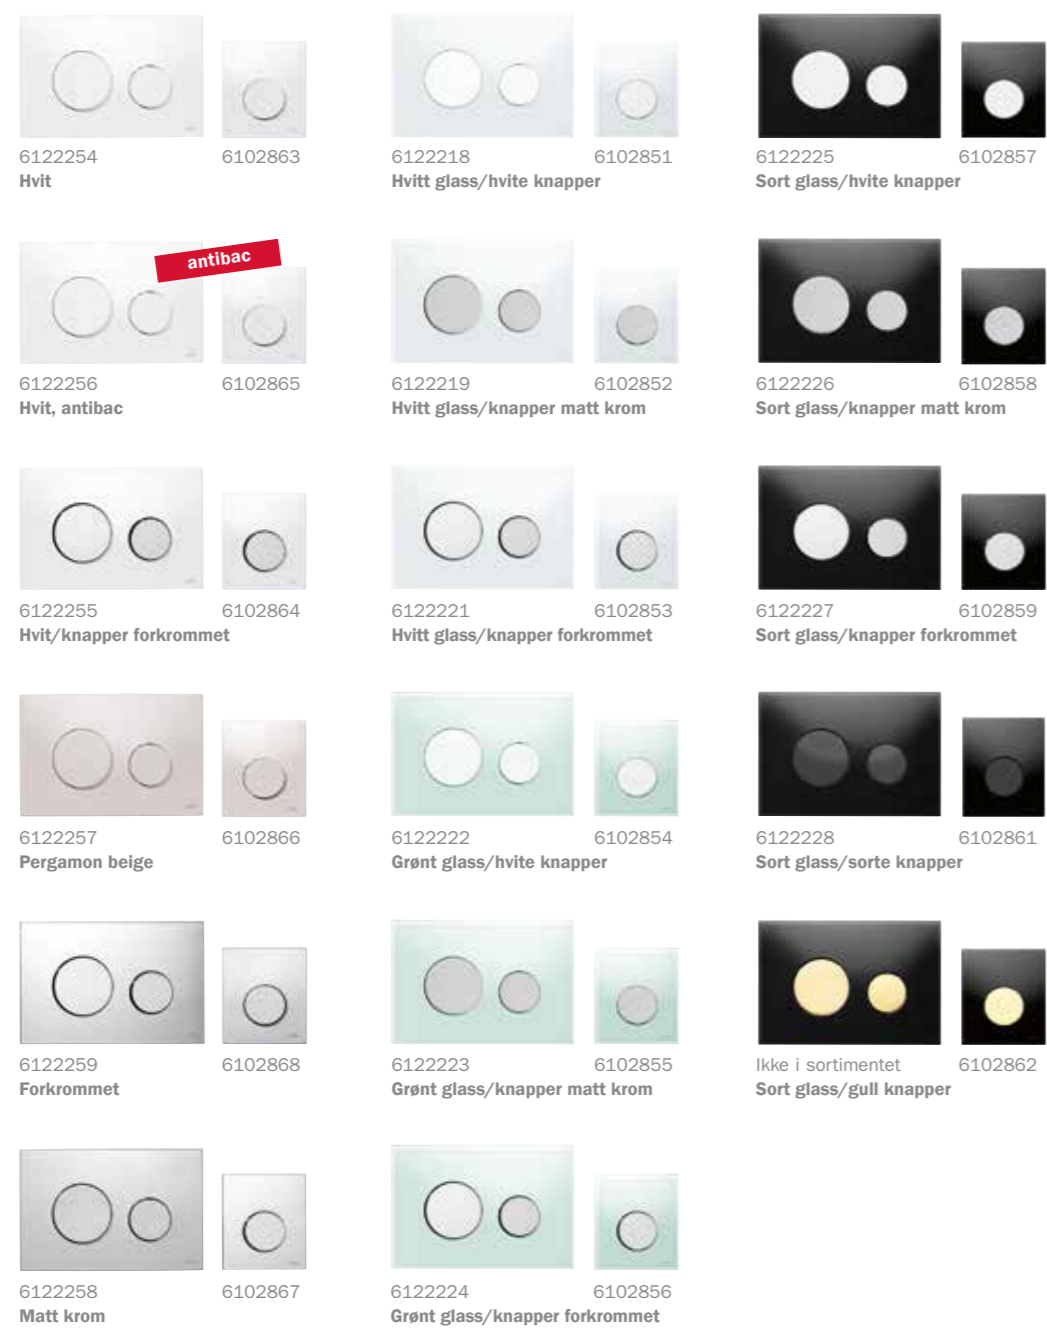 6122254 6102863
Hvit
6122218 6102851
Hvitt glass/hvite knapper
6122225 6102857
Sort glass/hvite knapper
antibac
6122256 6102865
Hvit, antibac
6122219 6102852
Hvitt glass/knapper matt krom
6122226 6102858
Sort glass/knapper matt krom
6122255 6102864
Hvit/knapper forkrommet
6122221 6102853
Hvitt glass/knapper forkrommet
6122227 6102859
Sort glass/knapper forkrommet
6122257 6102866
Pergamon beige
6122222 6102854
Grønt glass/hvite knapper
6122228 6102861
Sort glass/sorte knapper
6122259 6102868
Forkrommet
6122223 6102855
Grønt glass/knapper matt krom
Ikke i sortimentet 6102862
Sort glass/gull knapper
6122258 6102867
Matt krom
6122224 6102856
Grønt glass/knapper forkrommet